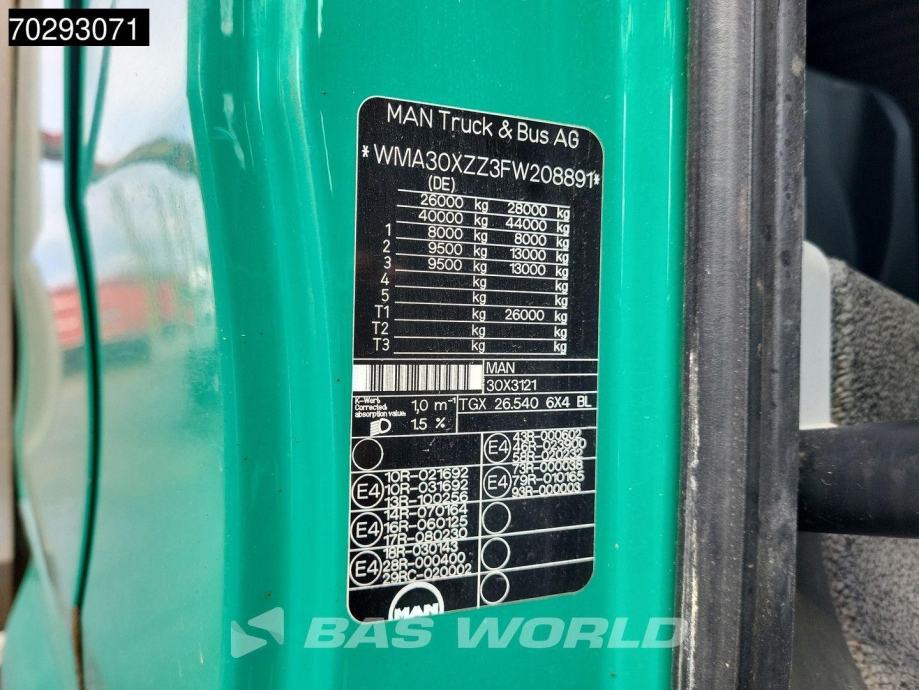 70293071
MAN Truck & Bus AG
*WMA30XZZ3FW208891*
(DE)
26000 kg 28000 kg
40000 kg 44000 kg
1 8000 kg 8000 kg
2 9500 kg 13000 kg
3 9500 kg 13000 kg
4 kg kg
5 kg kg
T1 kg 26000 kg
T2 kg kg
T3 kg kg
MAN
30X3121
K-Wert
Corrected
absorption value:
1,0 m⁻¹
1.5 %
TGX 26.540 6X4 BL
E4
10R-021692
10R-031692
13R-100256
E4
14R-070164
16R-060125
17R-080230
E4
18R-030143
28R-000400
29RC-020002
E4
43R-000602
46R-023900
58R-020232
E4
73R-000038
79R-010165
93R-000003
MAN
BAS WORLD